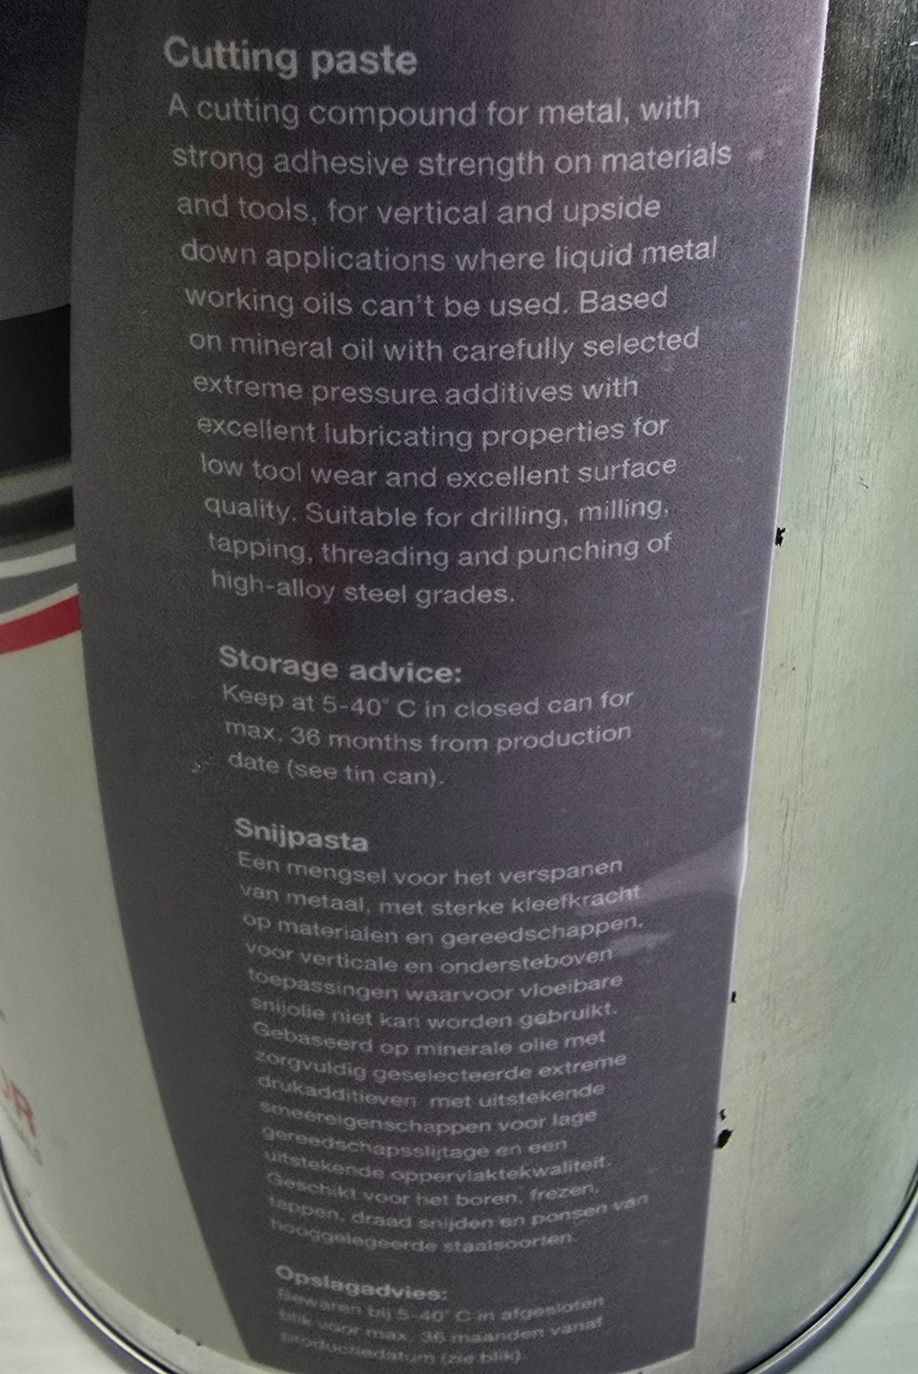 Cutting paste
A cutting compound for metal, with
strong adhesive strength on materials
and tools, for vertical and upside
down applications where liquid metal
working oils can't be used. Based
on mineral oil with carefully selected
extreme pressure additives with
excellent lubricating properties for
low tool wear and excellent surface
quality. Suitable for drilling, milling,
tapping, threading and punching of
high-alloy steel grades.
Storage advice:
Keep at 5-40° C in closed can for
max. 36 months from production
date (see tin can).
Snijpasta
Een mengsel voor het verspanen
van metaal, met sterke kleefkracht
op materialen en gereedschappen,
voor verticale en ondersteboven
toepassingen waarvoor vloeibare
snijolie niet kan worden gebruikt.
Gebaseerd op minerale olie met
zorgvuldig geselecteerde extreme
drukadditieven met uitstekende
smeereigenschappen voor lage
gereedschapsslijtage en een
uitstekende oppervlaktekwaliteit.
Geschikt voor het boren, frezen,
tappen, draad snijden en ponsen van
hooggelegeerde staalsoorten.
Opslagadvies:
Bewaren bij 5-40° C in afgesloten
blik voor max. 36 maanden vanaf
productiedatum (zie blik).